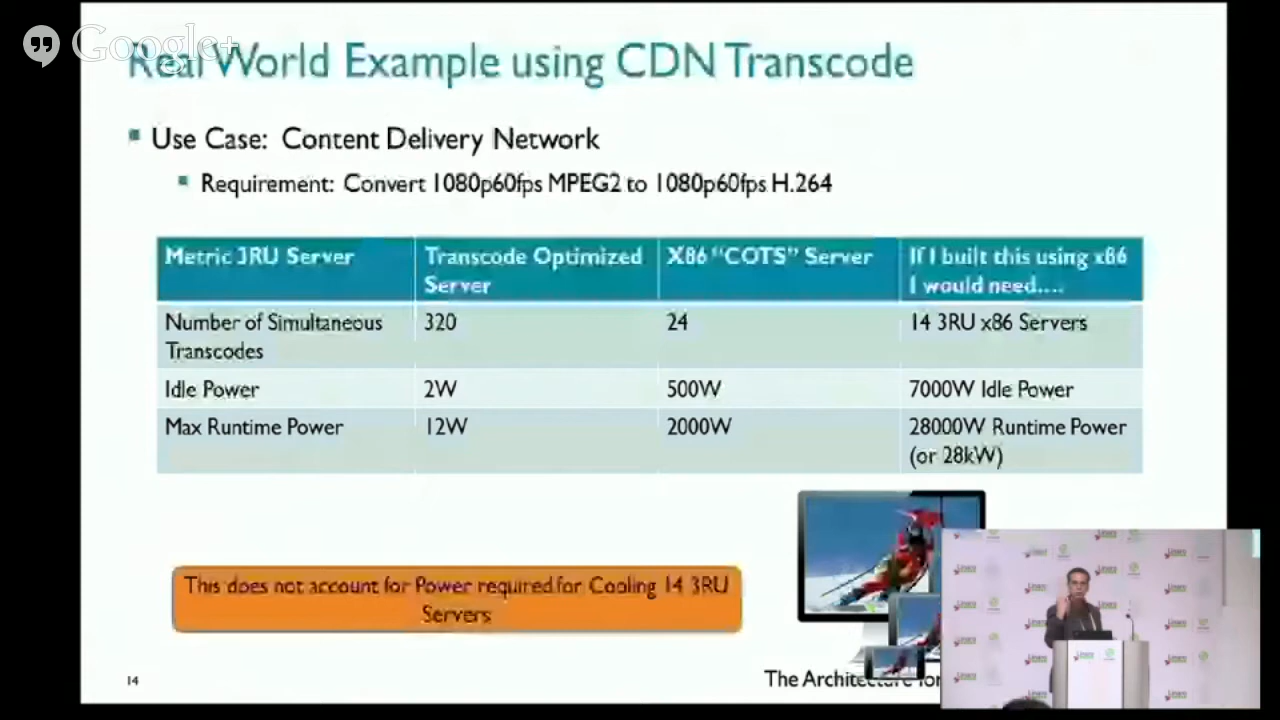 Google+
Real World Example using CDN Transcode
Use Case: Content Delivery Network
Requirement: Convert 1080p60fps MPEG2 to 1080p60fps H.264
Metric 3RU Server
Transcode Optimized
Server
X86 "COTS" Server
If I built this using x86
I would need....
Number of Simultaneous
Transcodes
320
24
14 3RU x86 Servers
Idle Power
2W
500W
7000W Idle Power
Max Runtime Power
12W
2000W
28000W Runtime Power
(or 28kW)
This does not account for Power required for Cooling 14 3RU
Servers
14
The Architecture for